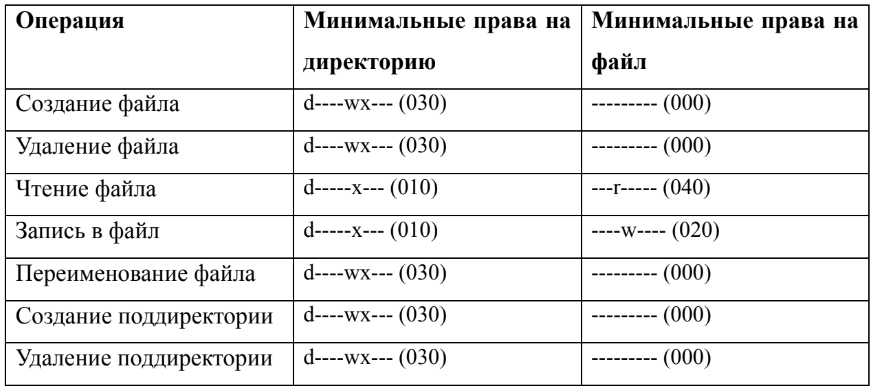 Операция Минимальные права на директорию Минимальные права на файл
Создание файла d----wx--- (030) --------- (000)
Удаление файла d----wx--- (030) --------- (000)
Чтение файла d-----x--- (010) ---r----- (040)
Запись в файл d-----x--- (010) ----w---- (020)
Переименование файла d----wx--- (030) --------- (000)
Создание поддиректории d----wx--- (030) --------- (000)
Удаление поддиректории d----wx--- (030) --------- (000)